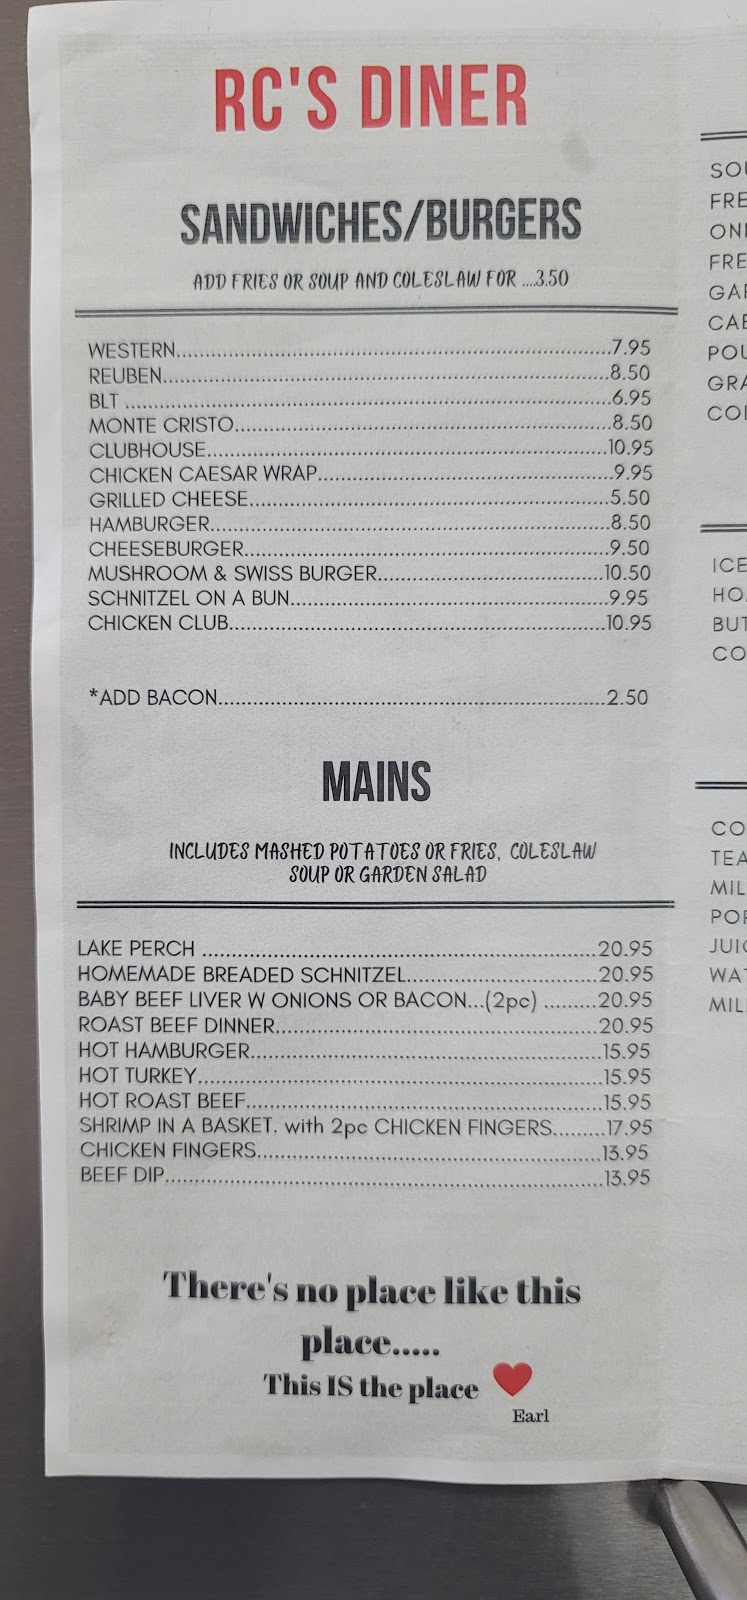 RC'S DINER
SANDWICHES/BURGERS
ADD FRIES OR SOUP AND COLESLAW FOR ....3.50
WESTERN 7.95
REUBEN 8.50
BLT 6.95
MONTE CRISTO 8.50
CLUBHOUSE 10.95
CHICKEN CAESAR WRAP 9.95
GRILLED CHEESE 5.50
HAMBURGER 8.50
CHEESEBURGER 9.50
MUSHROOM & SWISS BURGER 10.50
SCHNITZEL ON A BUN 9.95
CHICKEN CLUB 10.95
*ADD BACON 2.50
MAINS
INCLUDES MASHED POTATOES OR FRIES, COLESLAW
SOUP OR GARDEN SALAD
LAKE PERCH 20.95
HOMEMADE BREADED SCHNITZEL 20.95
BABY BEEF LIVER W ONIONS OR BACON...(2pc) 20.95
ROAST BEEF DINNER 20.95
HOT HAMBURGER 15.95
HOT TURKEY 15.95
HOT ROAST BEEF 15.95
SHRIMP IN A BASKET. with 2pc CHICKEN FINGERS 17.95
CHICKEN FINGERS 13.95
BEEF DIP 13.95
There's no place like this
place.....
This IS the place
Earl